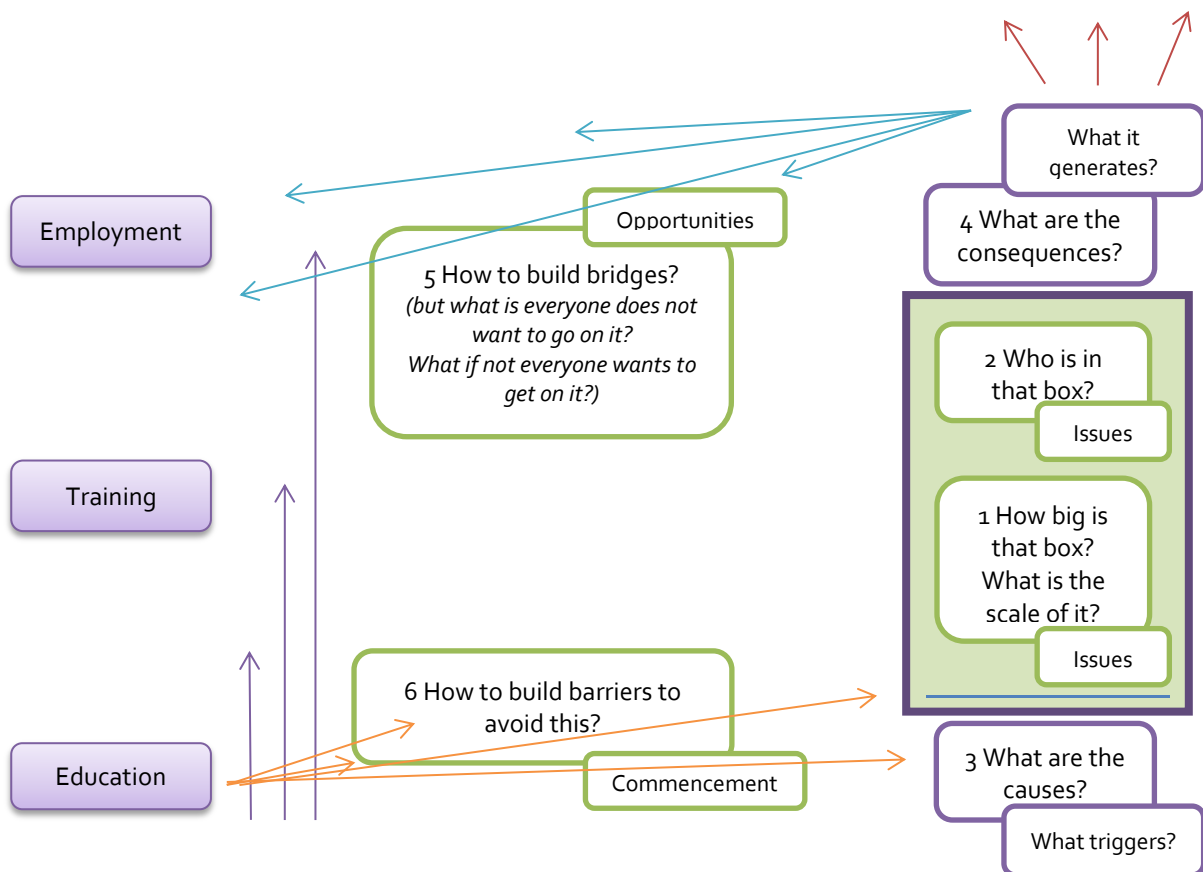 What it
generates?
4 What are the
consequences?
Employment
Opportunities
5 How to build bridges?
(but what is everyone does not
want to go on it?
What if not everyone wants to
get on it?)
2 Who is in
that box?
Issues
Training
1 How big is
that box?
What is the
scale of it?
Issues
6 How to build barriers to
avoid this?
Commencement
Education
3 What are the
causes?
What triggers?